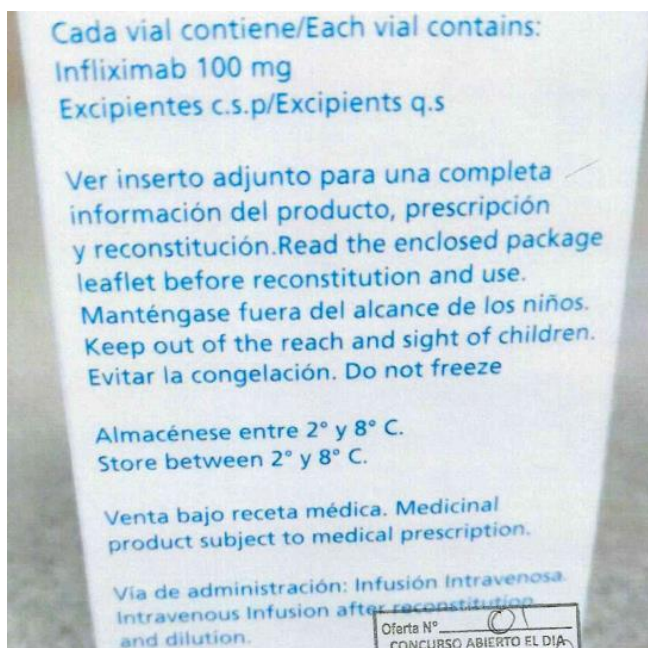 Cada vial contiene/Each vial contains:
Infliximab 100 mg
Excipientes c.s.p/Excipients q.s
Ver inserto adjunto para una completa
información del producto, prescripción
y reconstitución.Read the enclosed package
leaflet before reconstitution and use.
Manténgase fuera del alcance de los niños.
Keep out of the reach and sight of children.
Evitar la congelación. Do not freeze
Almacénese entre 2° y 8° C.
Store between 2° y 8° C.
Venta bajo receta médica. Medicinal
product subject to medical prescription.
Vía de administración: Infusión Intravenosa.
Intravenous Infusion after reconstitution
and dilution.
Oferta N°
CONCURSO ABIERTO EL DIA